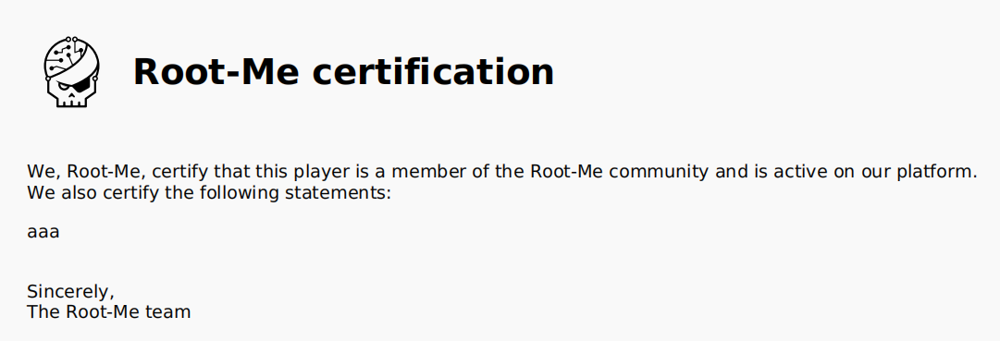 Root-Me certification
We, Root-Me, certify that this player is a member of the Root-Me community and is active on our platform.
We also certify the following statements:
aaa
Sincerely,
The Root-Me team